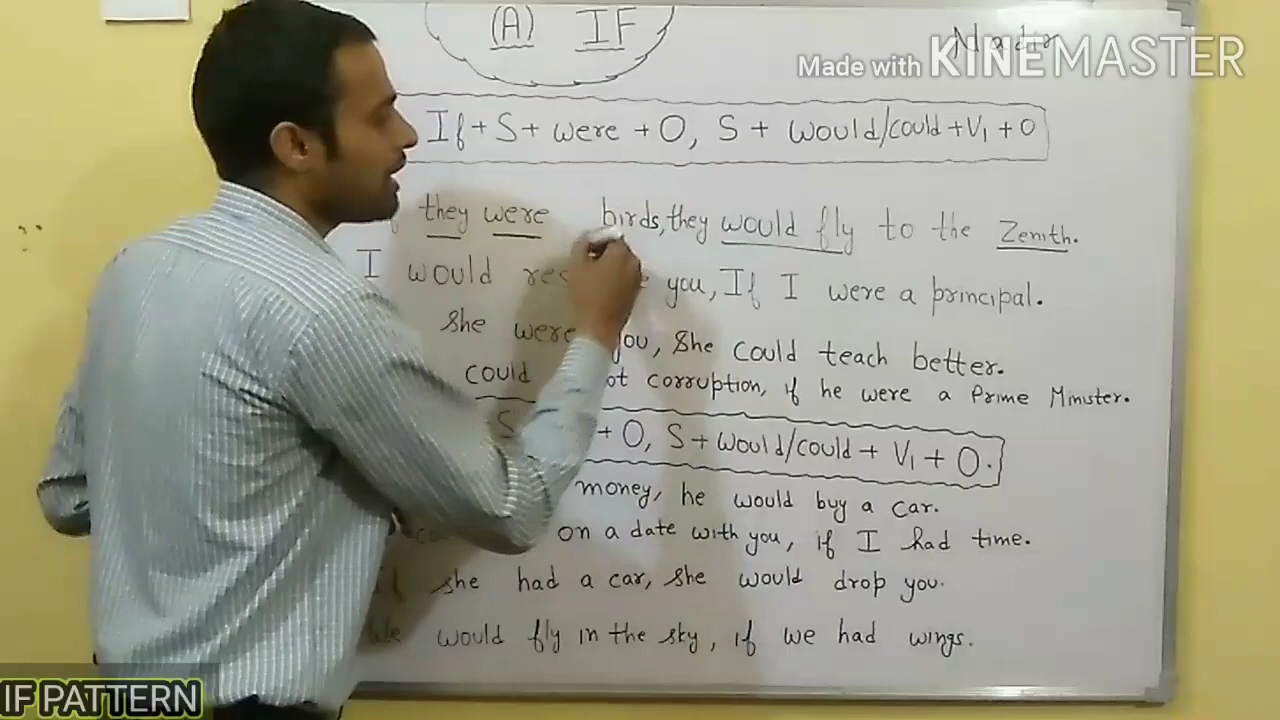 (A) IF
Nadir
Made with KINEMASTER
If + S + were + O, S + would/could + V₁ + O
they were birds, they would fly to the Zenith.
I would you, If I were a principal.
She were you, She could teach better.
could corruption, if he were a Prime Minister.
S + O, S + would/could + V₁ + O.
money, he would buy a car.
on a date with you, if I had time.
If she had a car, she would drop you.
We would fly in the sky, if we had wings.
IF PATTERN